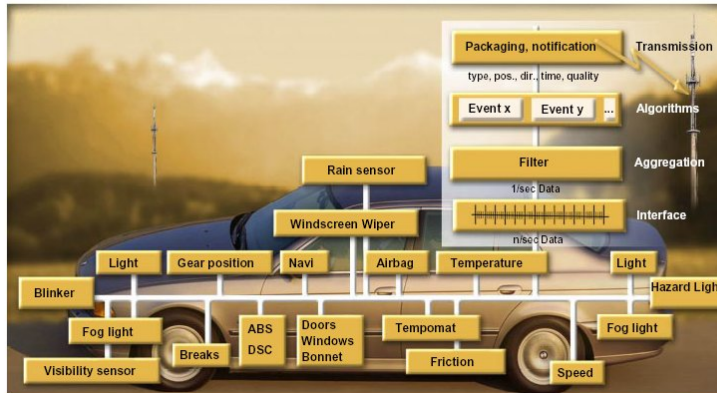 Packaging, notification
Transmission
type, pos., dir., time, quality
Event x
Event y
...
Algorithms
Filter
Aggregation
1/sec Data
Interface
n/sec Data
Rain sensor
Windscreen Wiper
Light
Gear position
Navi
Airbag
Temperature
Light
Blinker
Hazard Light
Fog light
ABS
DSC
Doors
Windows
Bonnet
Tempomat
Fog light
Breaks
Friction
Visibility sensor
Speed